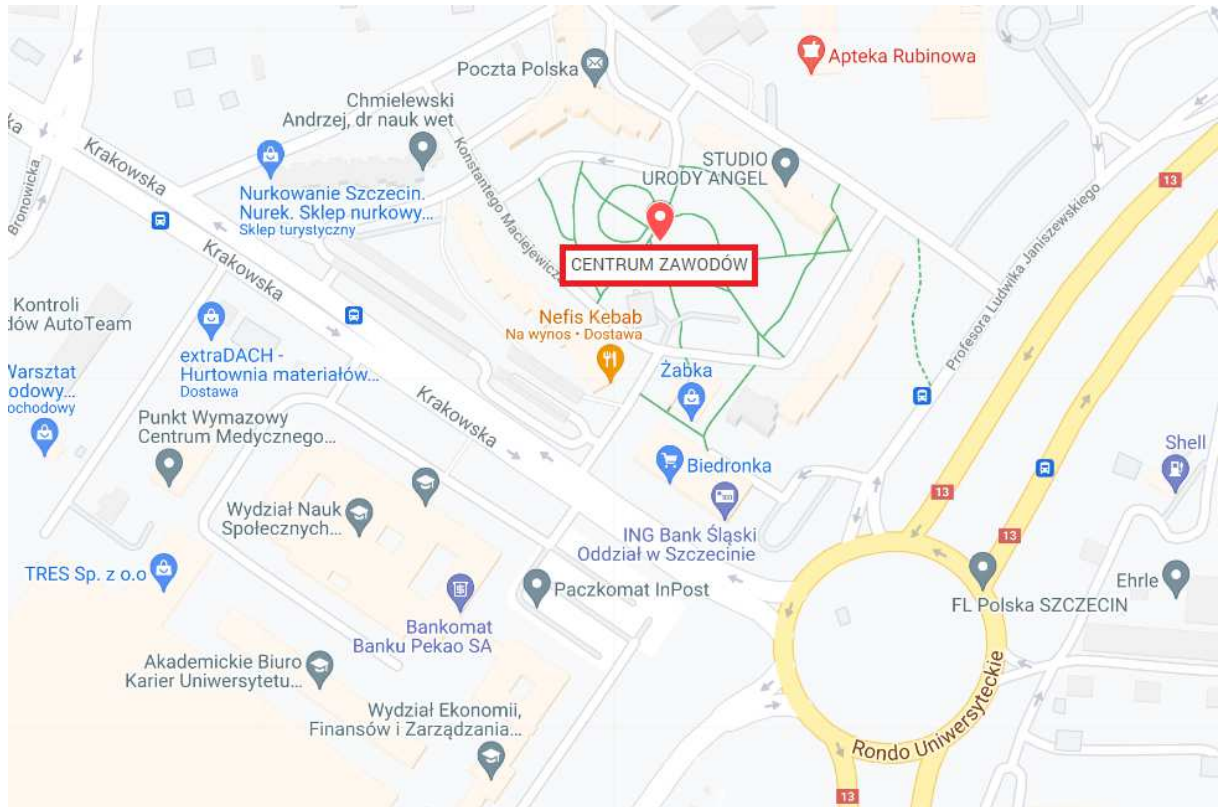 Apteka Rubinowa
Poczta Polska
Chmielewski
Andrzej, dr nauk wet
Krakowska
Bronowicka
Konstantego Maciejewicza
STUDIO
URODY ANGEL
13
Nurkowanie Szczecin.
Nurek. Sklep nurkowy...
Sklep turystyczny
Profesora Ludwika Janiszewskiego
Krakowska
CENTRUM ZAWODÓW
Kontroli
dów AutoTeam
Nefis Kebab
Na wynos • Dostawa
extraDACH -
Hurtownia materiałów...
Dostawa
Żabka
Warsztat
odowy...
ochodowy
Krakowska
Punkt Wymazowy
Centrum Medycznego...
Shell
Biedronka
13
Wydział Nauk
Społecznych...
ING Bank Śląski
Oddział w Szczecinie
13
TRES Sp. z o.o
Paczkomat InPost
Ehrle
FL Polska SZCZECIN
Bankomat
Banku Pekao SA
Akademickie Biuro
Karier Uniwersytetu...
Wydział Ekonomii,
Finansów i Zarządzania...
Rondo Uniwersyteckie
13